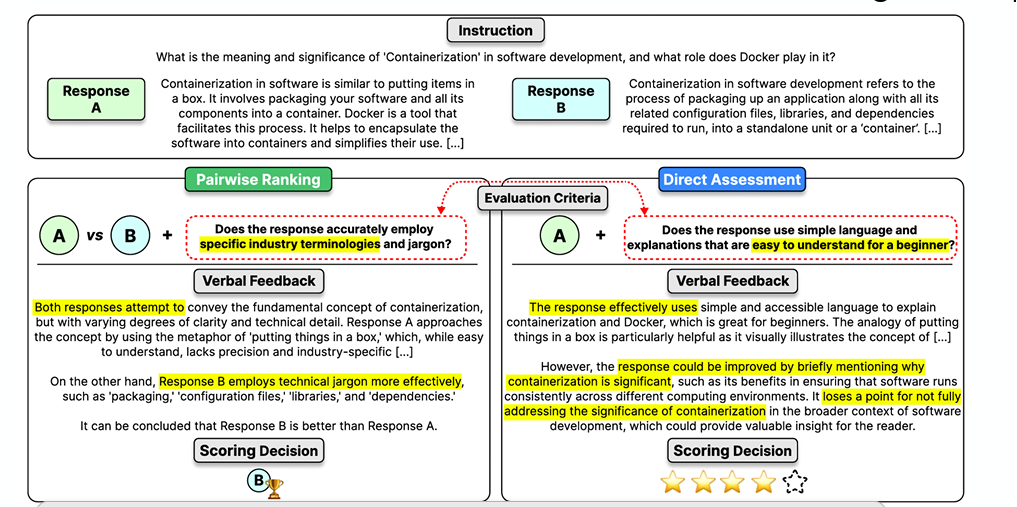 Instruction
What is the meaning and significance of 'Containerization' in software development, and what role does Docker play in it?
Response
A
Containerization in software is similar to putting items in
a box. It involves packaging your software and all its
components into a container. Docker is a tool that
facilitates this process. It helps to encapsulate the
software into containers and simplifies their use. [...]
Response
B
Containerization in software development refers to the
process of packaging up an application along with all its
related configuration files, libraries, and dependencies
required to run, into a standalone unit or a ‘container’. [...]
Pairwise Ranking
Evaluation Criteria
Direct Assessment
A vs B +
Does the response accurately employ
specific industry terminologies and jargon?
Verbal Feedback
Both responses attempt to convey the fundamental concept of containerization,
but with varying degrees of clarity and technical detail. Response A approaches
the concept by using the metaphor of 'putting things in a box,' which, while easy
to understand, lacks precision and industry-specific [...]
On the other hand, Response B employs technical jargon more effectively,
such as 'packaging,' 'configuration files,' 'libraries,' and 'dependencies.'
It can be concluded that Response B is better than Response A.
Scoring Decision
B
A +
Does the response use simple language and
explanations that are easy to understand for a beginner?
Verbal Feedback
The response effectively uses simple and accessible language to explain
containerization and Docker, which is great for beginners. The analogy of putting
things in a box is particularly helpful as it visually illustrates the concept of [...]
However, the response could be improved by briefly mentioning why
containerization is significant, such as its benefits in ensuring that software runs
consistently across different computing environments. It loses a point for not fully
addressing the significance of containerization in the broader context of software
development, which could provide valuable insight for the reader.
Scoring Decision